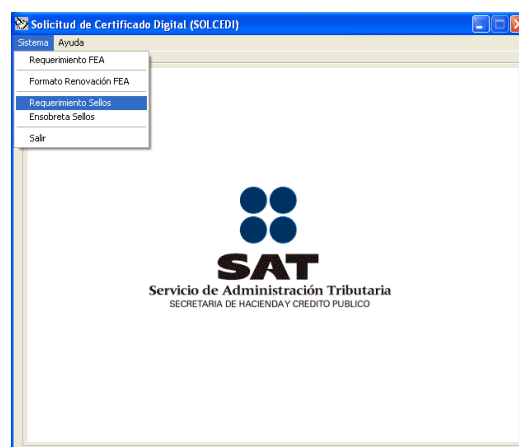 Solicitud de Certificado Digital (SOLCEDI)
Sistema Ayuda
Requerimiento FEA
Formato Renovación FEA
Requerimiento Sellos
Ensobreta Sellos
Salir
SAT
Servicio de Administración Tributaria
SECRETARIA DE HACIENDA Y CREDITO PUBLICO